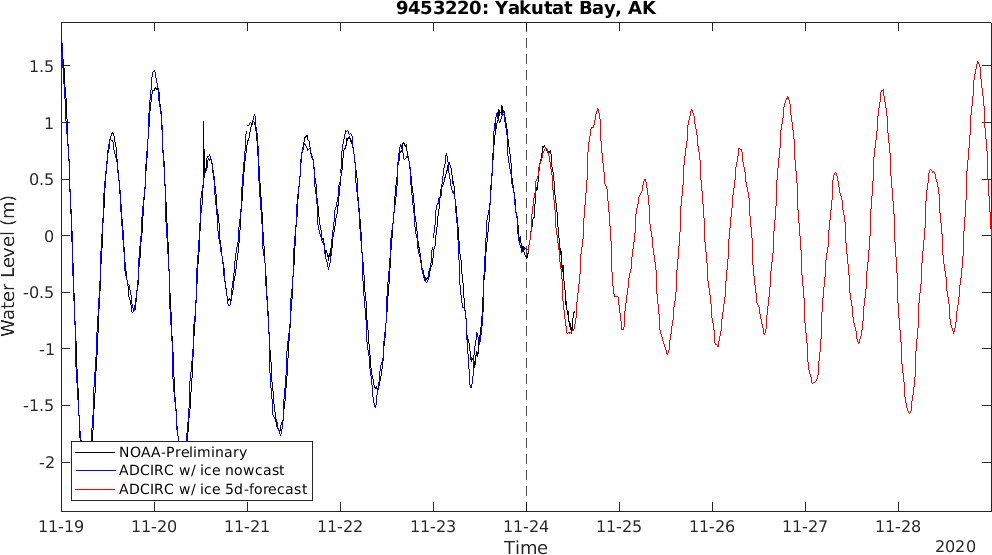 9453220: Yakutat Bay, AK
Water Level (m)
1.5
1
0.5
0
-0.5
-1
-1.5
-2
NOAA-Preliminary
ADCIRC w/ ice nowcast
ADCIRC w/ ice 5d-forecast
11-19 11-20 11-21 11-22 11-23 11-24 11-25 11-26 11-27 11-28
Time
2020